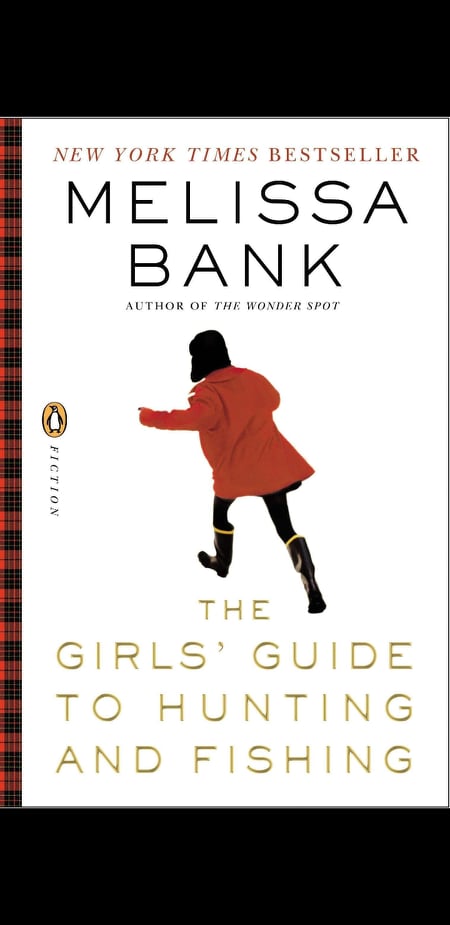 NEW YORK TIMES BESTSELLER
MELISSA
BANK
AUTHOR OF THE WONDER SPOT
FICTION
THE
GIRLS' GUIDE
TO HUNTING
AND FISHING